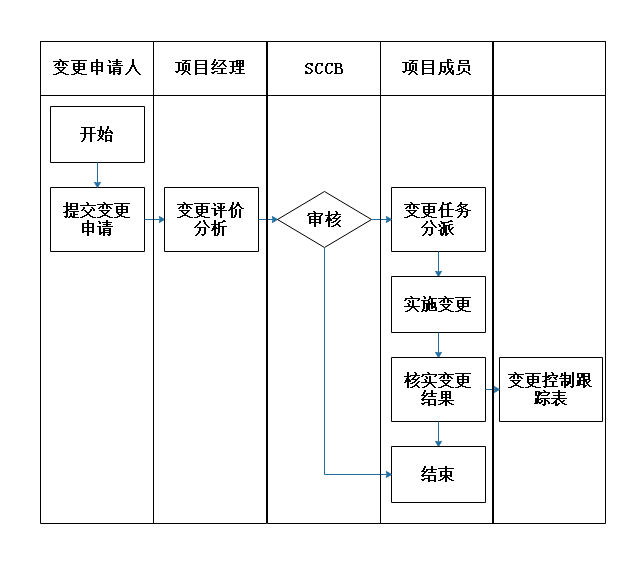 变更申请人
项目经理
SCCB
项目成员
开始
提交变更
申请
变更评价
分析
审核
变更任务
分派
实施变更
核实变更
结果
变更控制跟
踪表
结束